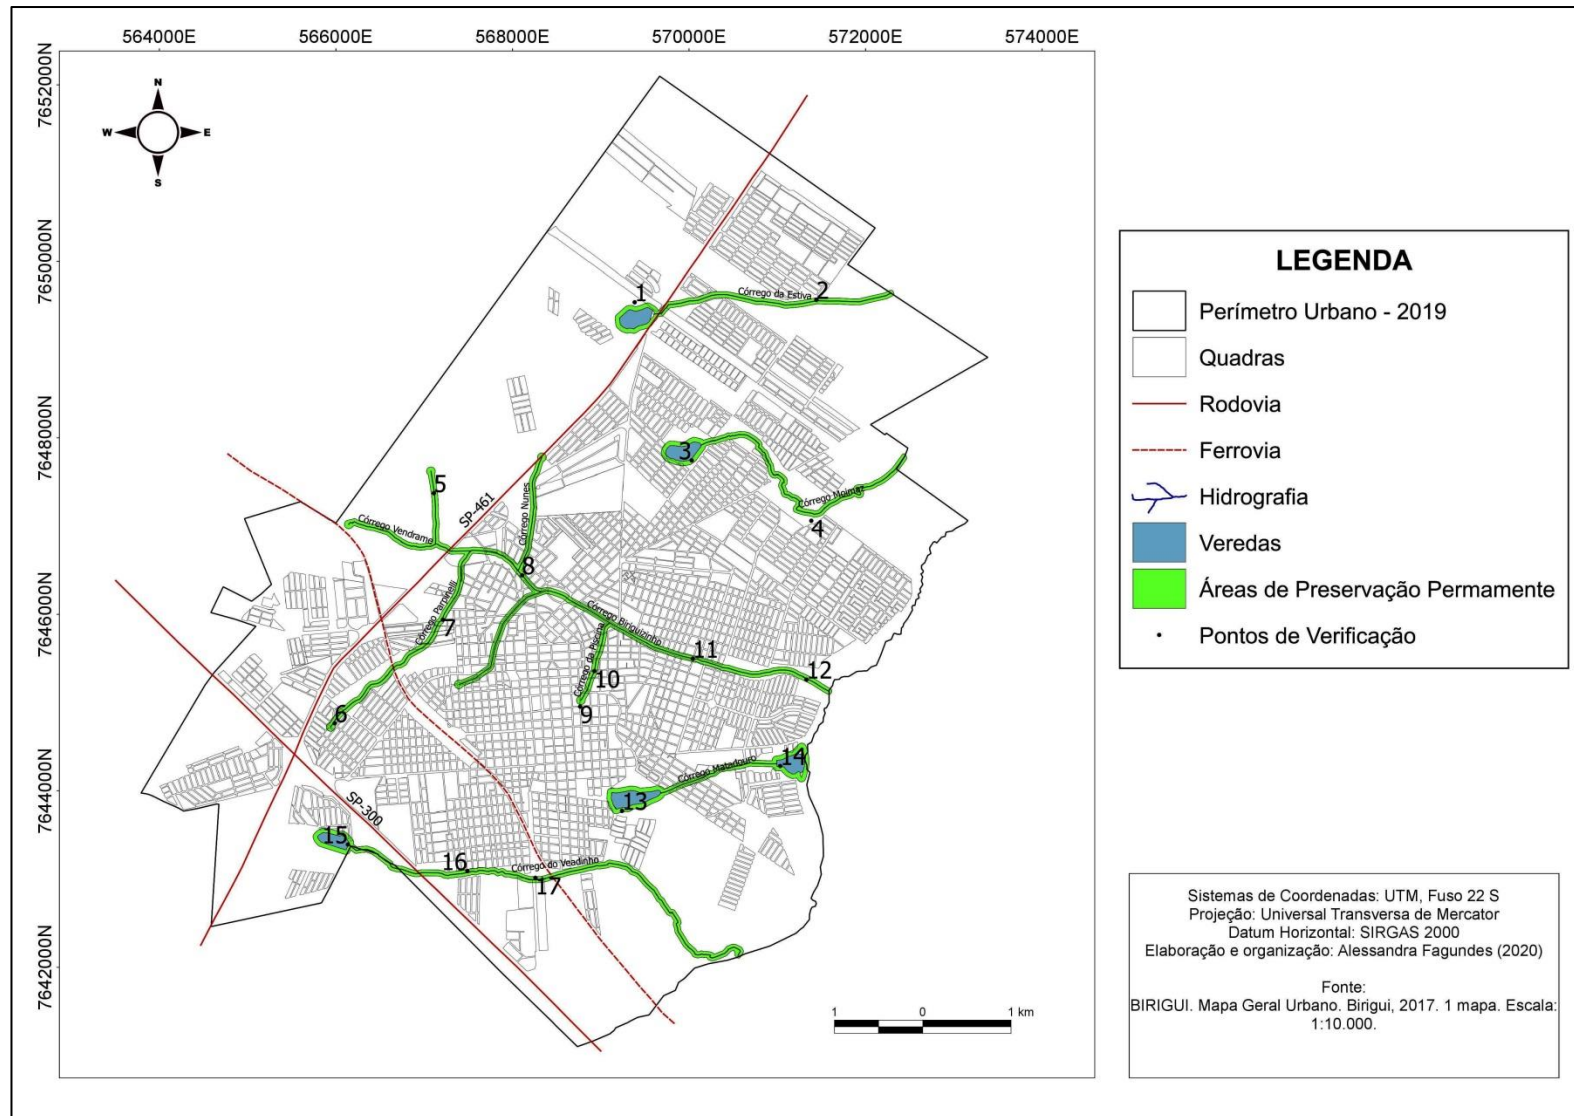 564000E
566000E
568000E
570000E
572000E
574000E
7652000N
7650000N
7648000N
7646000N
7644000N
7642000N
N
W
E
S
1
Córrego da Estiva
2
3
Córrego Moimaz
4
5
SP-461
Córrego Nunes
Córrego Vendrame
8
Córrego Parpinelli
7
Córrego Biriguizinho
Córrego da Piscina
11
10
12
6
9
14
Córrego Matadouro
13
SP-300
15
16
Córrego do Veadinho
17
1
0
1 km
LEGENDA
Perímetro Urbano - 2019
Quadras
Rodovia
Ferrovia
Hidrografia
Veredas
Áreas de Preservação Permamente
Pontos de Verificação
Sistemas de Coordenadas: UTM, Fuso 22 S
Projeção: Universal Transversa de Mercator
Datum Horizontal: SIRGAS 2000
Elaboração e organização: Alessandra Fagundes (2020)
Fonte:
BIRIGUI. Mapa Geral Urbano. Birigui, 2017. 1 mapa. Escala:
1:10.000.